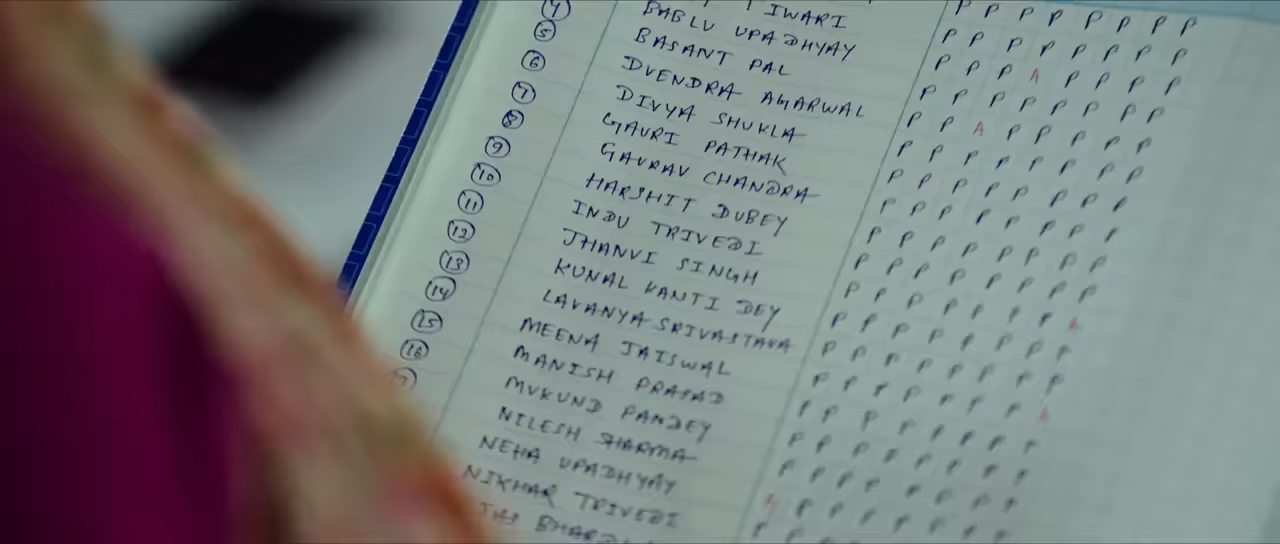 IWARI P P P P P P P P
4 BABLU UPADHYAY P P P A P P P P
5 BASANT PAL P P P P P P P P
6 DVENDRA AGARWAL P P A P P P P P
7 DIVYA SHUKLA P P P P P P P P
8 GAURI PATHAK P P P P P P P P
9 GAURAV CHANDRA P P P P P P P P
10 HARSHIT DUBEY P P P P P P P P
11 INDU TRIVEDI P P P P P P P P
12 JHANVI SINGH P P P P P P P A
13 KUNAL KANTI DEY P P P P P P P P
14 LAVANYA SRIVASTAVA P P P P P P P P
15 MEENA JAISWAL P P P P P P P A
16 MANISH PRASAD P P P P P P P P
17 MUKUND PANDEY P P P P P P P P
NILESH SHARMA P P P P P P P P
NEHA UPADHYAY A P P P P P P P
NIKHAR TRIVEDI P